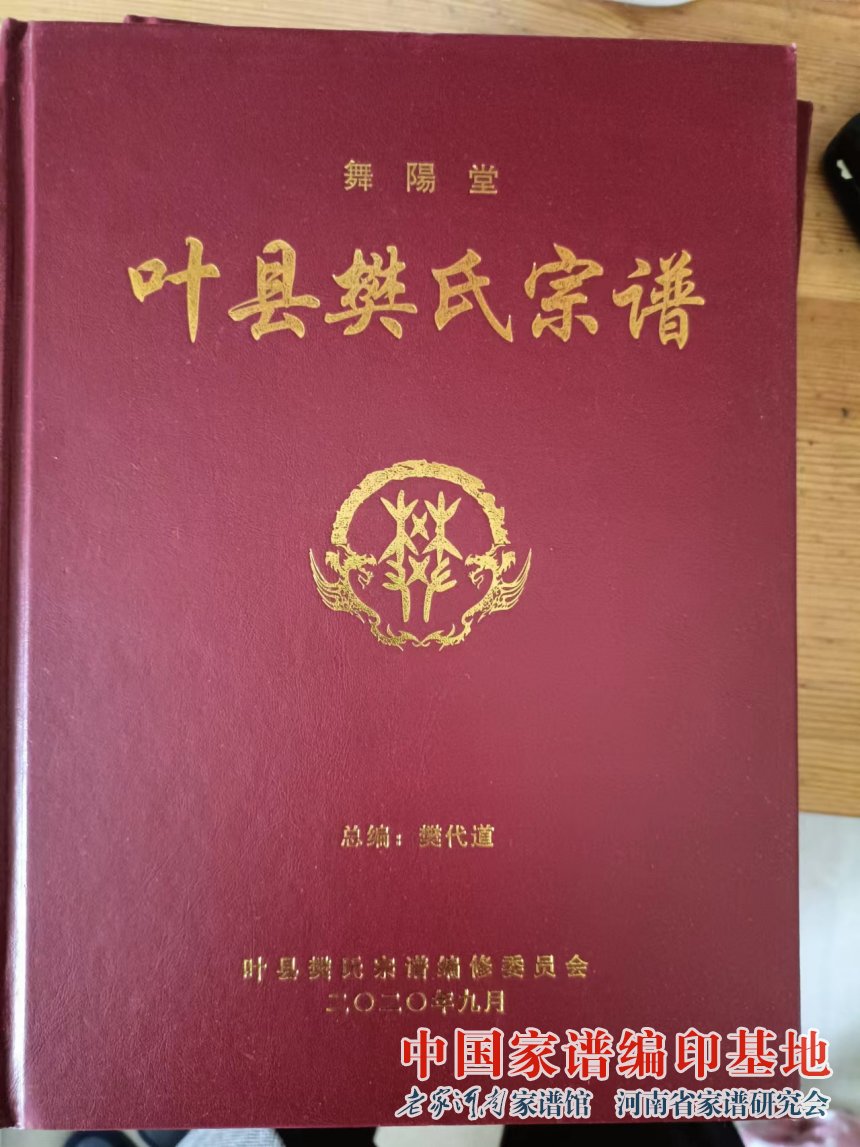 舞陽堂
叶县樊氏宗谱
樊
总编：樊代道
叶县樊氏宗谱编修委员会
二〇二〇年九月
中国家谱编印基地
老家河南家谱馆 河南省家谱研究会